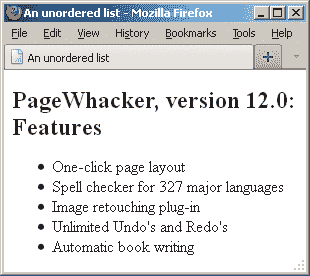 An unordered list - Mozilla Firefox
File Edit View History Bookmarks Tools Help
An unordered list
PageWhacker, version 12.0:
Features
One-click page layout
Spell checker for 327 major languages
Image retouching plug-in
Unlimited Undo's and Redo's
Automatic book writing